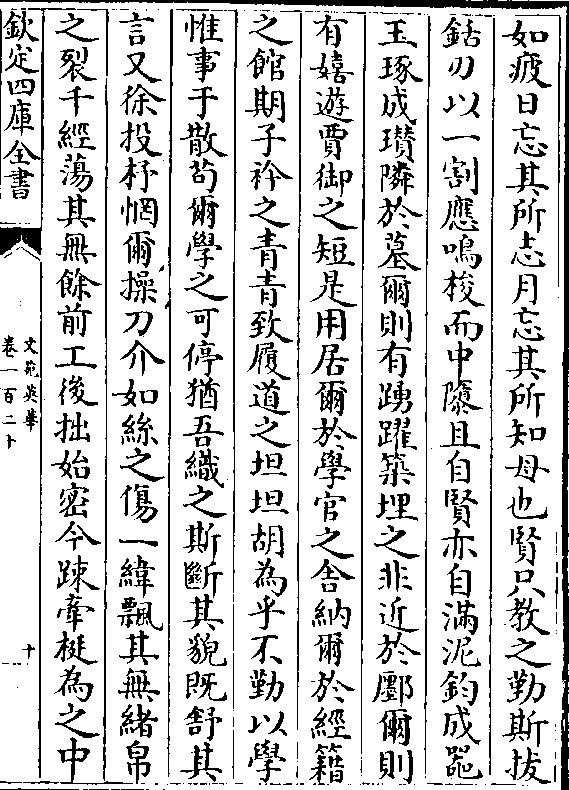 如疲日忘其所志月忘其所知母也賢只教之勤斯拔
銛刀以一割應鳴梭而中隳且自賢亦自滿泥鈞成器
玉琢成瓚隣於墓爾則有踴躍築埋之非近於酈爾則
有嬉遊賈御之短是用居爾於學官之舍納爾於經籍
之館期子衿之青青致履道之坦坦胡為乎不勤以學
惟事于散苟爾學之可停猶吾織之斯斷其貌既舒其
言又徐投杼惘爾操刀介如絲之傷一緯飄其無緒帛
之裂千經蕩其無餘前工後拙始密今踈牽梃為之中
欽定四庫全書
文苑英華
卷一百二十
十